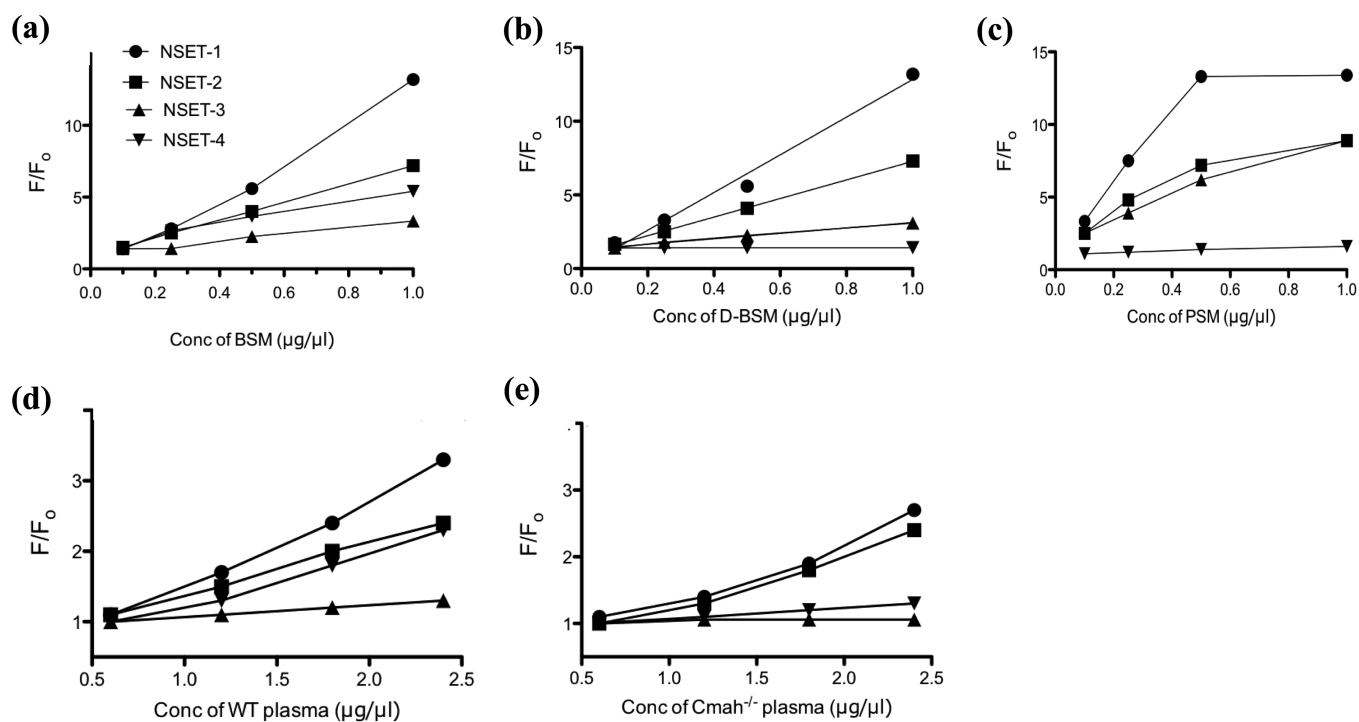 (a)
NSET-1
NSET-2
NSET-3
NSET-4
10
5
0
F/Fo
0.0 0.2 0.4 0.6 0.8 1.0
Conc of BSM (µg/µl)
(b)
15
10
5
0
F/Fo
0.0 0.2 0.4 0.6 0.8 1.0
Conc of D-BSM (µg/µl)
(c)
15
10
5
0
F/Fo
0.0 0.2 0.4 0.6 0.8 1.0
Conc of PSM (µg/µl)
(d)
3
2
1
F/Fo
0.5 1.0 1.5 2.0 2.5
Conc of WT plasma (µg/µl)
(e)
3
2
1
F/Fo
0.5 1.0 1.5 2.0 2.5
Conc of Cmah-/- plasma (µg/µl)